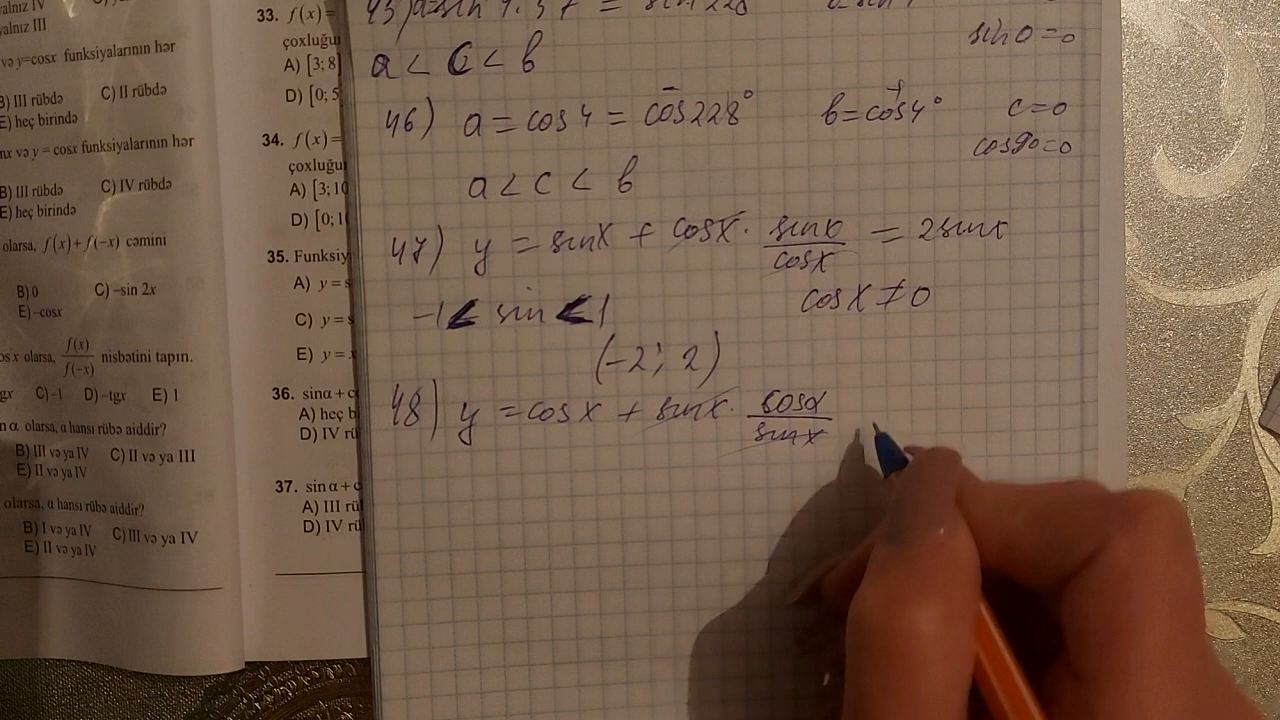 yalnız IV
yalnız III
və y=cosx funksiyalarının hər
B) III rübdə C) II rübdə
E) heç birində
nx və y = cosx funksiyalarının hər
B) III rübdə C) IV rübdə
E) heç birində
olarsa, f(x)+f(−x) cəmini
B) 0 C) −sin 2x
E) −cosx
osx olarsa, f(x)/f(−x) nisbətini tapın.
gx C) −1 D) −tgx E) 1
n α olarsa, α hansı rübə aiddir?
B) III və ya IV C) II və ya III
E) II və ya IV
olarsa, α hansı rübə aiddir?
B) I və ya IV C) III və ya IV
E) II və ya IV
33. f(x)=
çoxluğu
A) [3; 8]
D) [0; 5
34. f(x)=
çoxluğu
A) [3; 10
D) [0; 1
35. Funksiy
A) y = s
C) y = s
E) y =
36. sinα + c
A) heç b
D) IV rü
37. sinα + c
A) III rü
D) IV rü
sin 0 = 0
a < c < b
46) a = cos 4 = cos 228° b = cos 4° c = 0
cos 90 = 0
a < c < b
47) y = sinx + cosx · sinx/cosx = 2sinx
−1 < sin < 1 cosx ≠ 0
(−2; 2)
48) y = cosx + sinx · cosx/sinx